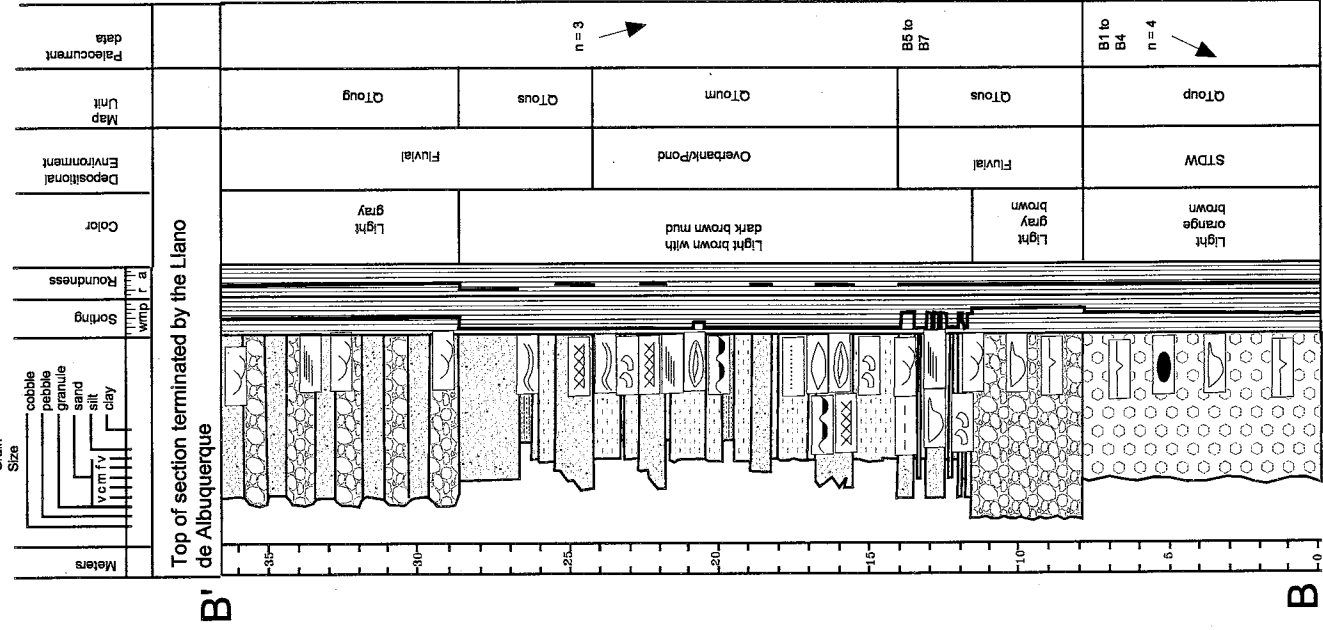 Paleocurrent
data
Map
Unit
Depositional
Environment
Color
Roundness
r a
Sorting
wmp
Size
cobble
pebble
granule
sand
silt
clay
vcmfv
Meters
Top of section terminated by the Llano
de Albuquerque
B'
35
30
25
20
15
10
5
0
B
QToug
QTous
QToum
QTous
QToup
Fluvial
Overbank/Pond
Fluvial
STDW
Light
gray
Light brown with
dark brown mud
Light
gray
brown
Light
orange
brown
n = 3
B5 to
B7
B1 to
B4
n = 4